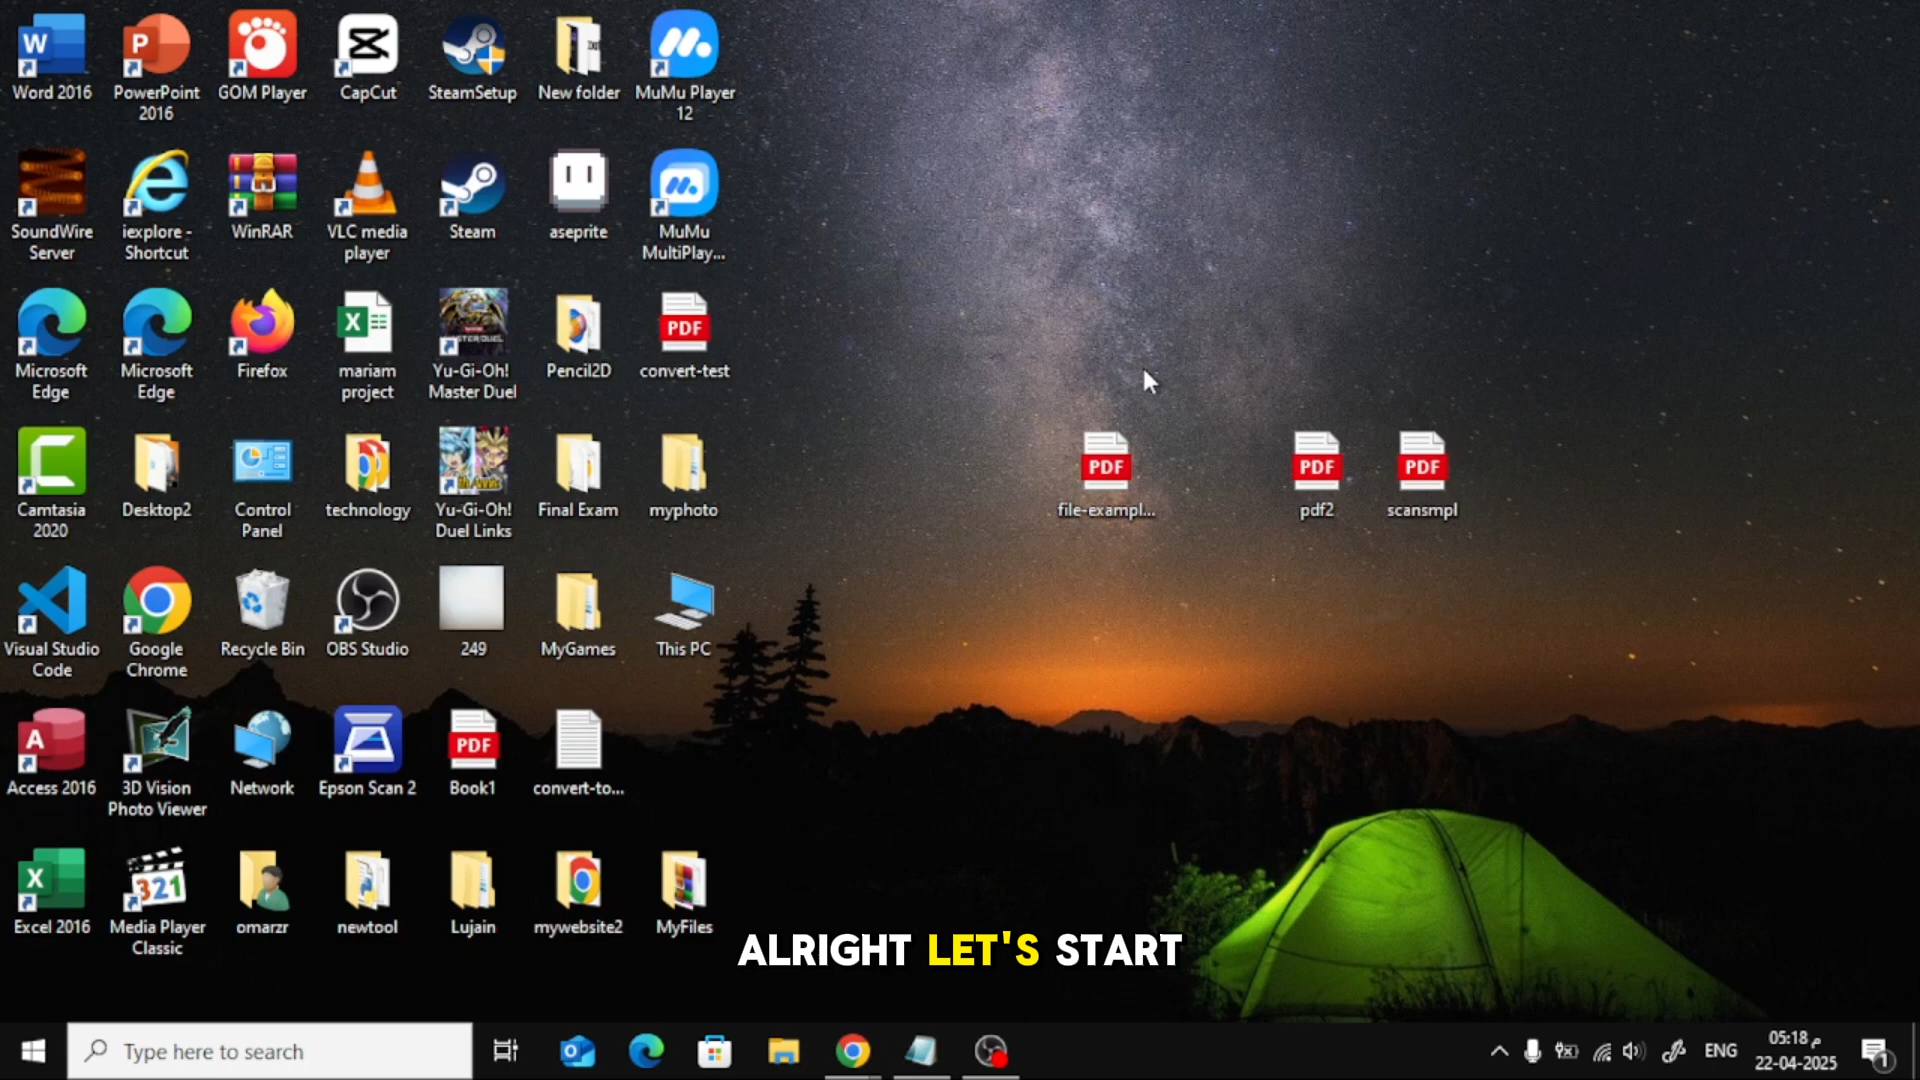 Word 2016
PowerPoint 2016
GOM Player
CapCut
SteamSetup
New folder
MuMu Player 12
SoundWire Server
iexplore - Shortcut
WinRAR
VLC media player
Steam
aseprite
MuMu MultiPlay...
Microsoft Edge
Microsoft Edge
Firefox
mariam project
Yu-Gi-Oh! Master Duel
Pencil2D
PDF
convert-test
Camtasia 2020
Desktop2
Control Panel
technology
Yu-Gi-Oh! Duel Links
Final Exam
myphoto
PDF
file-exampl...
PDF
pdf2
PDF
scansmpl
Visual Studio Code
Google Chrome
Recycle Bin
OBS Studio
249
MyGames
This PC
Access 2016
3D Vision Photo Viewer
Network
Epson Scan 2
PDF
Book1
convert-to...
Excel 2016
321
Media Player Classic
omarzr
newtool
Lujain
mywebsite2
MyFiles
ALRIGHT LET'S START
Type here to search
ENG
05:18 م
22-04-2025
1